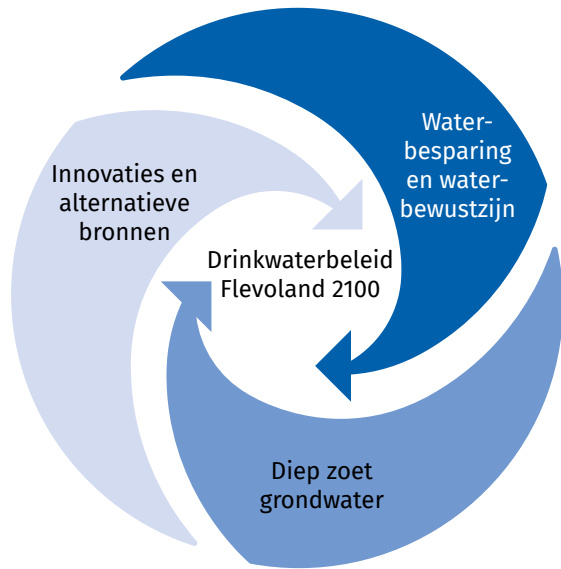 Water-
besparing
en water-
bewustzijn
Innovaties en
alternatieve
bronnen
Drinkwaterbeleid
Flevoland 2100
Diep zoet
grondwater